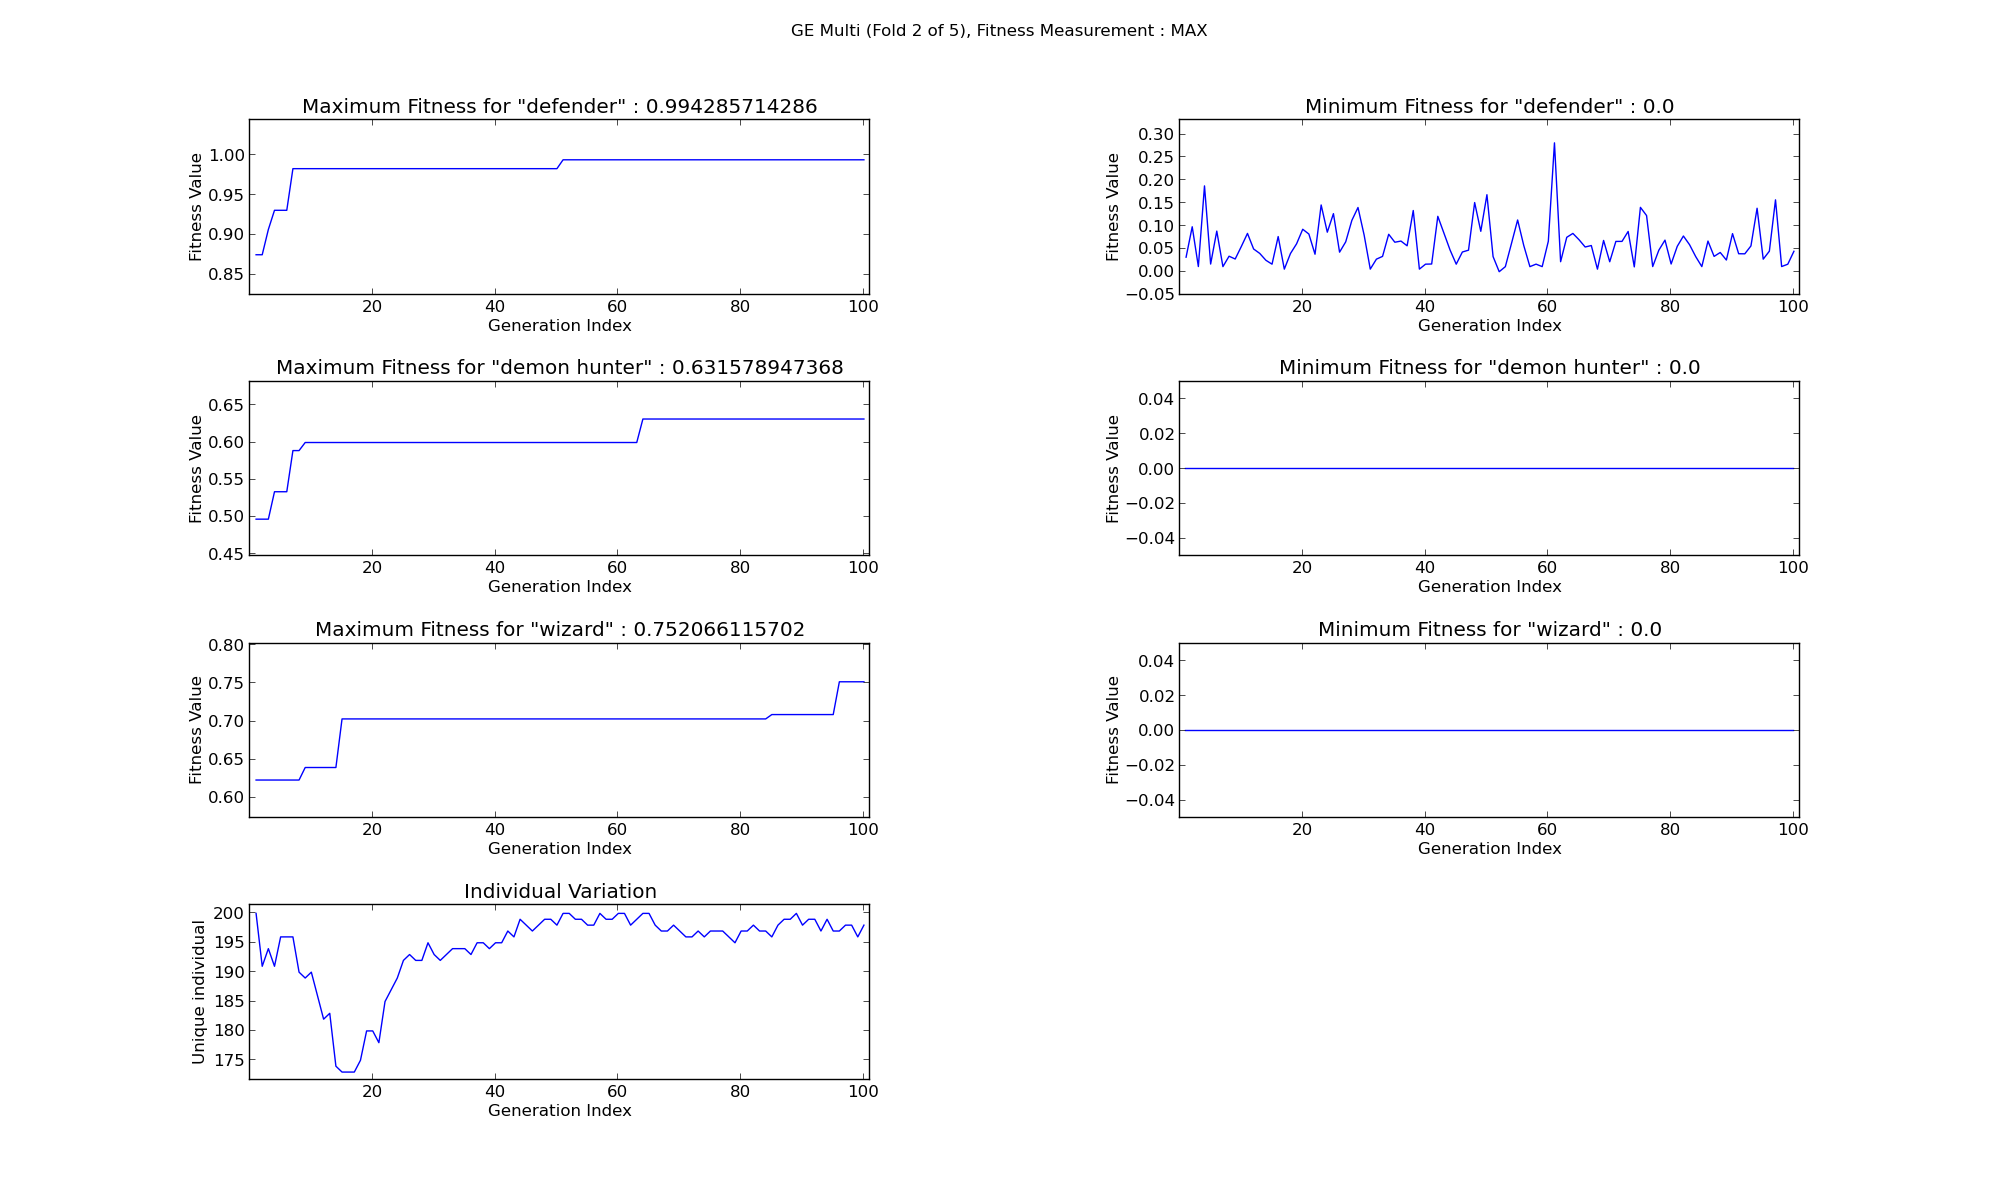 GE Multi (Fold 2 of 5), Fitness Measurement : MAX
Maximum Fitness for "defender" : 0.994285714286
Fitness Value
1.00
0.95
0.90
0.85
20 40 60 80 100
Generation Index
Minimum Fitness for "defender" : 0.0
Fitness Value
0.30
0.25
0.20
0.15
0.10
0.05
0.00
−0.05
20 40 60 80 100
Generation Index
Maximum Fitness for "demon hunter" : 0.631578947368
Fitness Value
0.65
0.60
0.55
0.50
0.45
20 40 60 80 100
Generation Index
Minimum Fitness for "demon hunter" : 0.0
Fitness Value
0.04
0.02
0.00
−0.02
−0.04
20 40 60 80 100
Generation Index
Maximum Fitness for "wizard" : 0.752066115702
Fitness Value
0.80
0.75
0.70
0.65
0.60
20 40 60 80 100
Generation Index
Minimum Fitness for "wizard" : 0.0
Fitness Value
0.04
0.02
0.00
−0.02
−0.04
20 40 60 80 100
Generation Index
Individual Variation
Unique individual
200
195
190
185
180
175
20 40 60 80 100
Generation Index